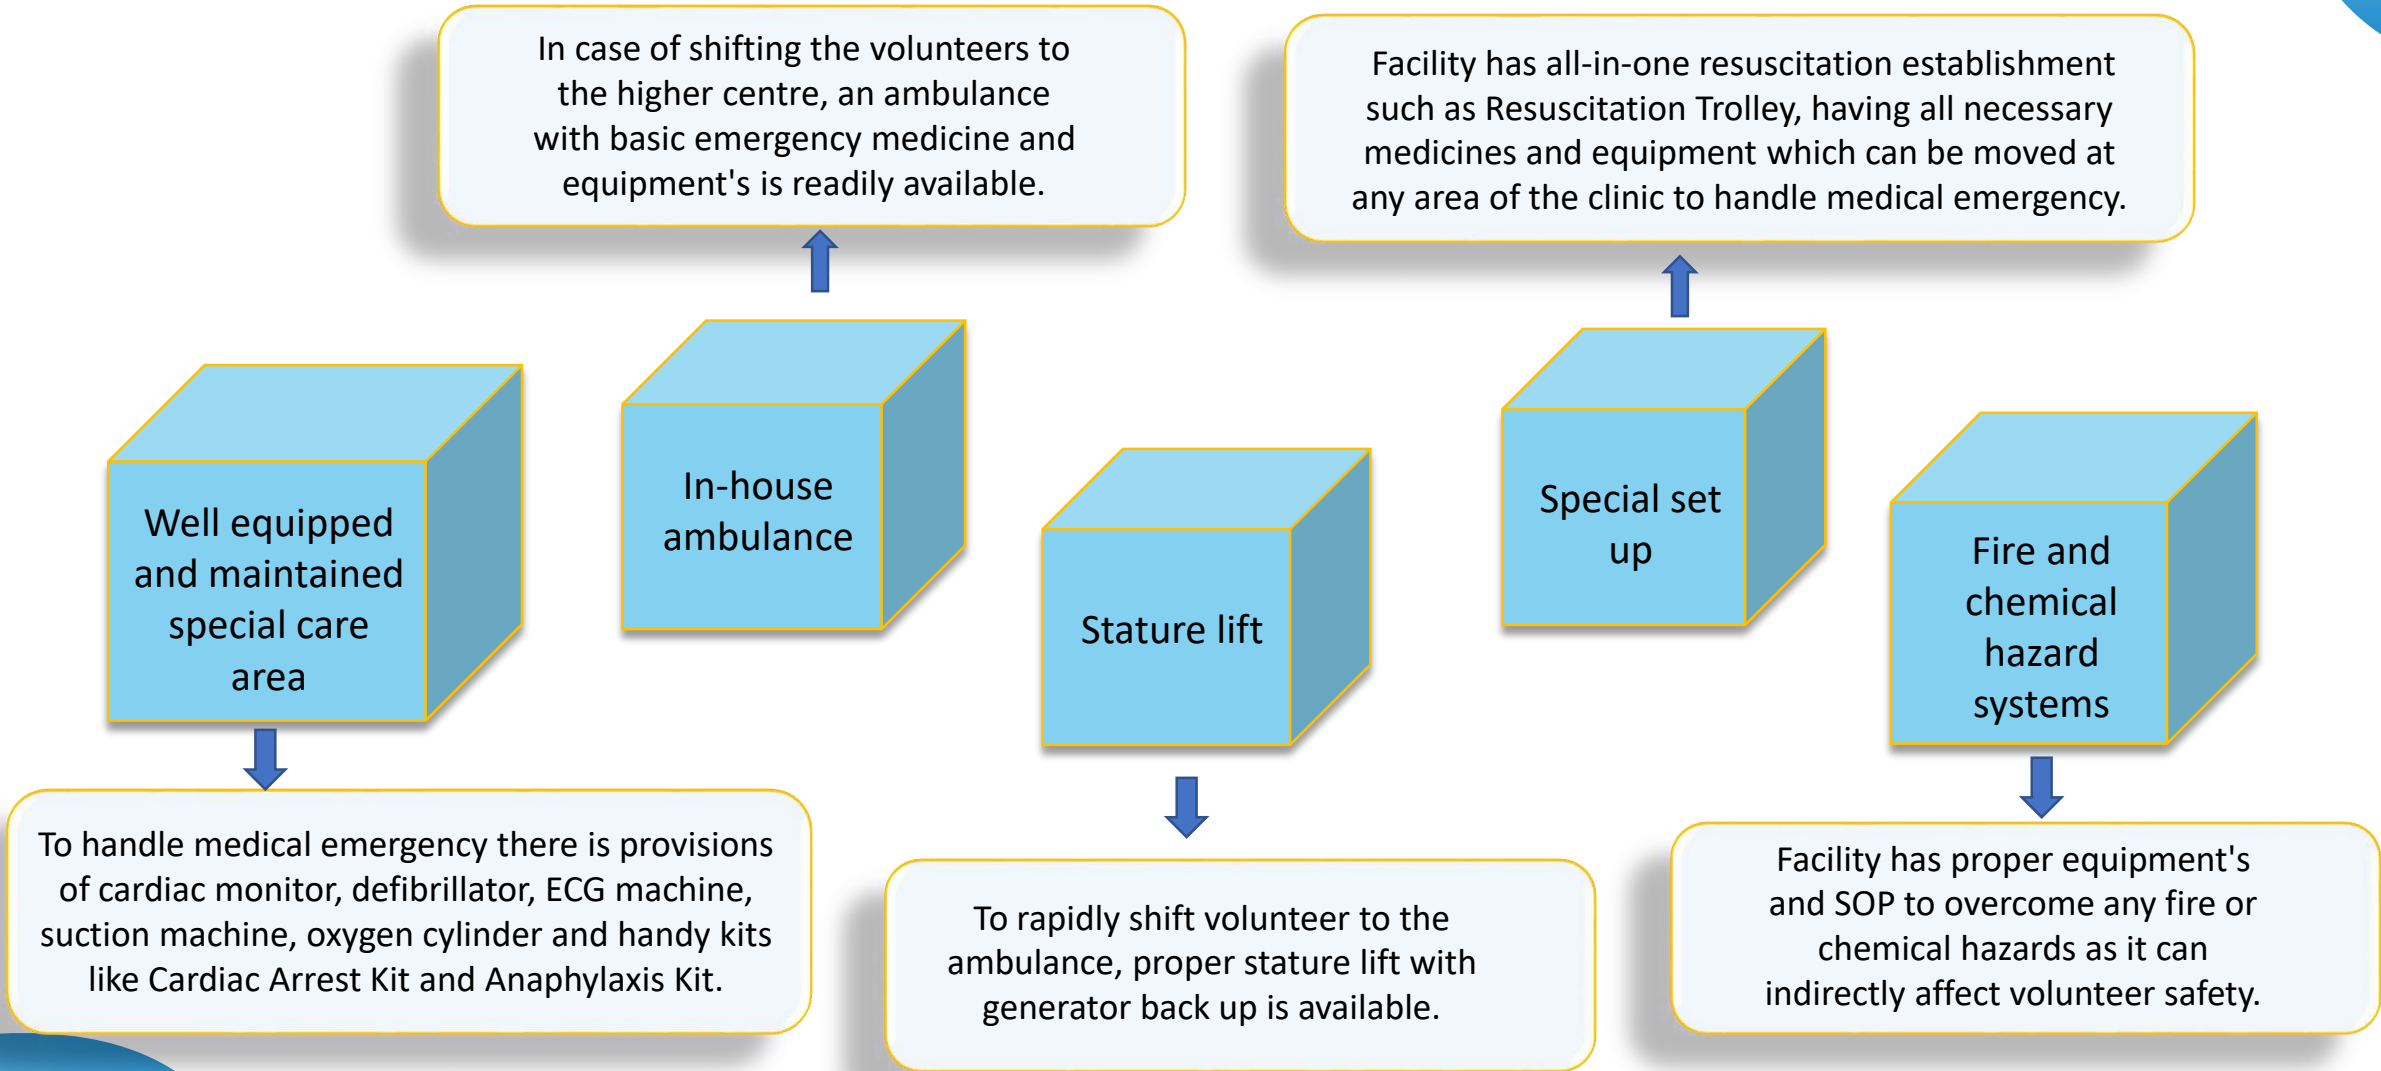 In case of shifting the volunteers to
the higher centre, an ambulance
with basic emergency medicine and
equipment's is readily available.
Facility has all-in-one resuscitation establishment
such as Resuscitation Trolley, having all necessary
medicines and equipment which can be moved at
any area of the clinic to handle medical emergency.
Well equipped
and maintained
special care
area
In-house
ambulance
Stature lift
Special set
up
Fire and
chemical
hazard
systems
To handle medical emergency there is provisions
of cardiac monitor, defibrillator, ECG machine,
suction machine, oxygen cylinder and handy kits
like Cardiac Arrest Kit and Anaphylaxis Kit.
To rapidly shift volunteer to the
ambulance, proper stature lift with
generator back up is available.
Facility has proper equipment's
and SOP to overcome any fire or
chemical hazards as it can
indirectly affect volunteer safety.